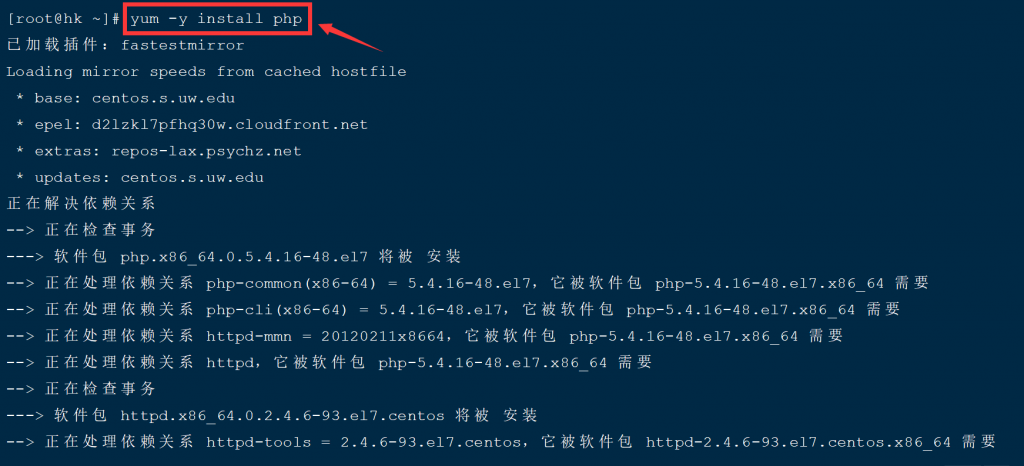 [root@hk ~]# yum -y install php
已加载插件：fastestmirror
Loading mirror speeds from cached hostfile
 * base: centos.s.uw.edu
 * epel: d2lzkl7pfhq30w.cloudfront.net
 * extras: repos-lax.psychz.net
 * updates: centos.s.uw.edu
正在解决依赖关系
--> 正在检查事务
---> 软件包 php.x86_64.0.5.4.16-48.el7 将被 安装
--> 正在处理依赖关系 php-common(x86-64) = 5.4.16-48.el7，它被软件包 php-5.4.16-48.el7.x86_64 需要
--> 正在处理依赖关系 php-cli(x86-64) = 5.4.16-48.el7，它被软件包 php-5.4.16-48.el7.x86_64 需要
--> 正在处理依赖关系 httpd-mmn = 20120211x8664，它被软件包 php-5.4.16-48.el7.x86_64 需要
--> 正在处理依赖关系 httpd，它被软件包 php-5.4.16-48.el7.x86_64 需要
--> 正在检查事务
---> 软件包 httpd.x86_64.0.2.4.6-93.el7.centos 将被 安装
--> 正在处理依赖关系 httpd-tools = 2.4.6-93.el7.centos，它被软件包 httpd-2.4.6-93.el7.centos.x86_64 需要